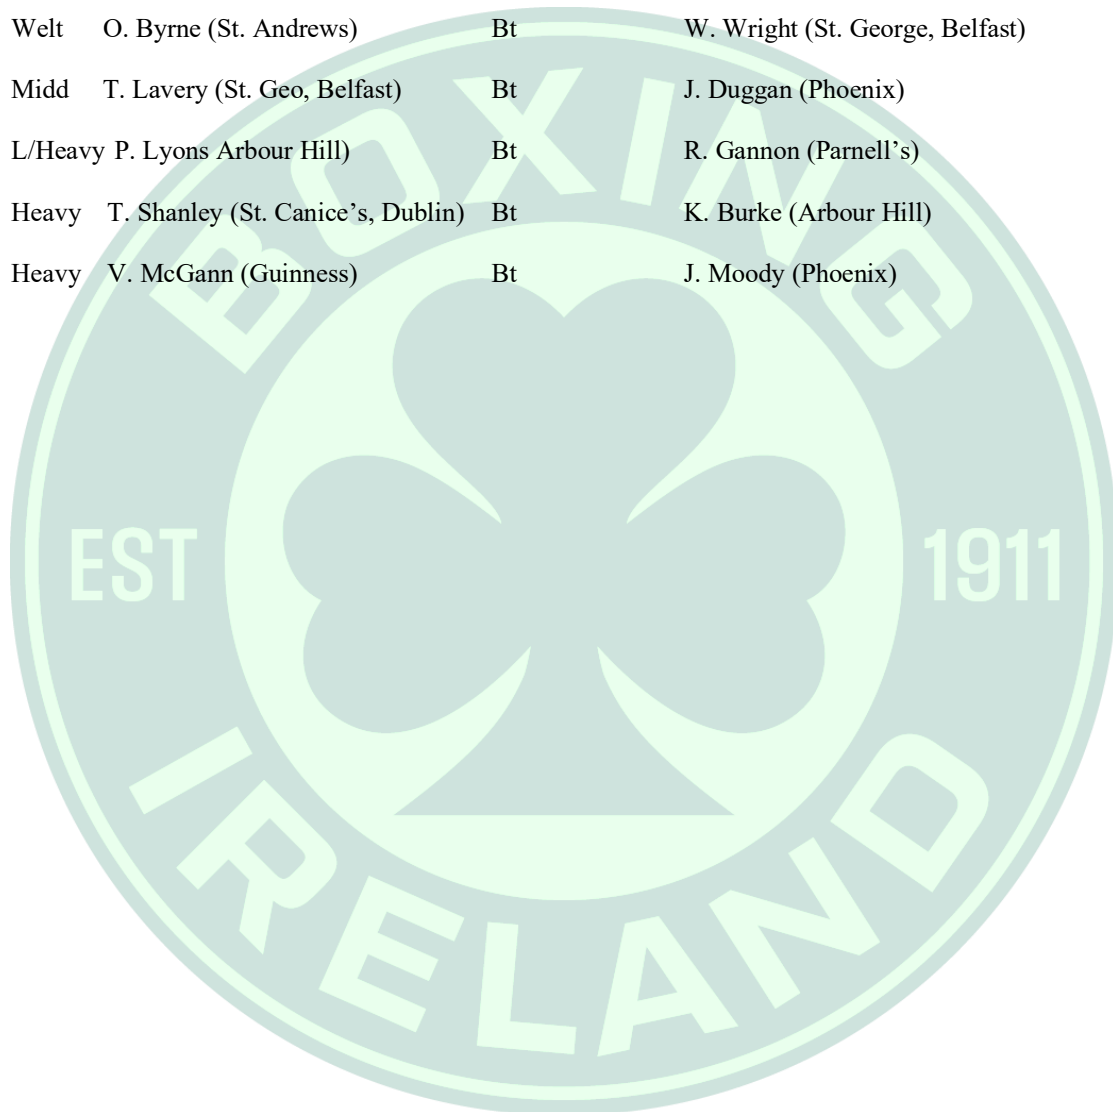 Welt O. Byrne (St. Andrews) Bt W. Wright (St. George, Belfast)
Midd T. Lavery (St. Geo, Belfast) Bt J. Duggan (Phoenix)
L/Heavy P. Lyons Arbour Hill) Bt R. Gannon (Parnell’s)
Heavy T. Shanley (St. Canice’s, Dublin) Bt K. Burke (Arbour Hill)
Heavy V. McGann (Guinness) Bt J. Moody (Phoenix)
BOXING
EST 1911
IRELAND